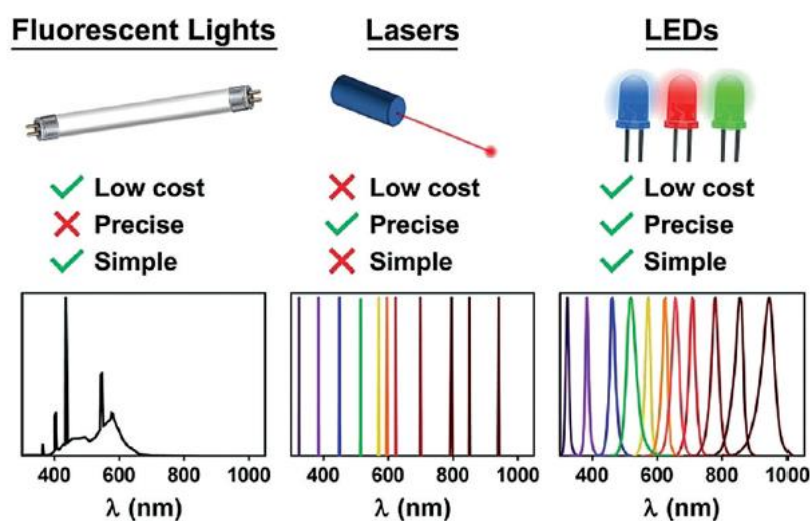 Fluorescent Lights
Lasers
LEDs
Low cost
Precise
Simple
Low cost
Precise
Simple
Low cost
Precise
Simple
400 600 800 1000
400 600 800 1000
400 600 800 1000
λ (nm)
λ (nm)
λ (nm)